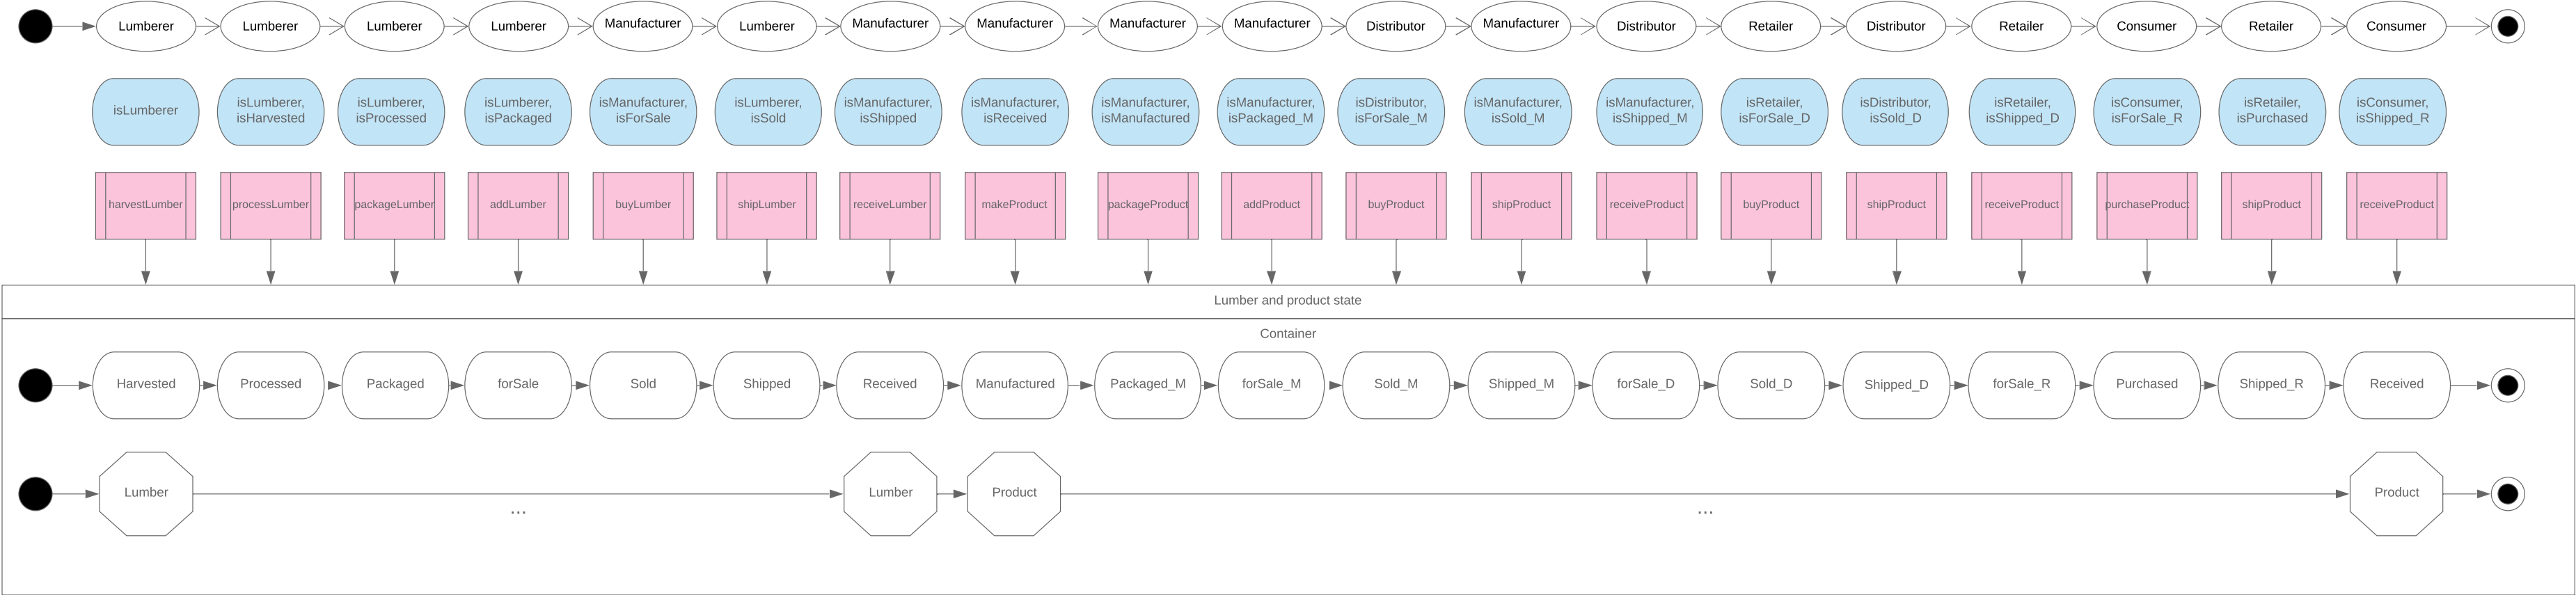 Lumberer
Lumberer
Lumberer
Lumberer
Manufacturer
Lumberer
Manufacturer
Manufacturer
Manufacturer
Manufacturer
Distributor
Manufacturer
Distributor
Retailer
Distributor
Retailer
Consumer
Retailer
Consumer
isLumberer
isLumberer,
isHarvested
isLumberer,
isProcessed
isLumberer,
isPackaged
isManufacturer,
isForSale
isLumberer,
isSold
isManufacturer,
isShipped
isManufacturer,
isReceived
isManufacturer,
isManufactured
isManufacturer,
isPackaged_M
isDistributor,
isForSale_M
isManufacturer,
isSold_M
isManufacturer,
isShipped_M
isRetailer,
isForSale_D
isDistributor,
isSold_D
isRetailer,
isShipped_D
isConsumer,
isForSale_R
isRetailer,
isPurchased
isConsumer,
isShipped_R
harvestLumber
processLumber
packageLumber
addLumber
buyLumber
shipLumber
receiveLumber
makeProduct
packageProduct
addProduct
buyProduct
shipProduct
receiveProduct
buyProduct
shipProduct
receiveProduct
purchaseProduct
shipProduct
receiveProduct
Lumber and product state
Container
Harvested
Processed
Packaged
forSale
Sold
Shipped
Received
Manufactured
Packaged_M
forSale_M
Sold_M
Shipped_M
forSale_D
Sold_D
Shipped_D
forSale_R
Purchased
Shipped_R
Received
Lumber
...
Lumber
Product
...
Product